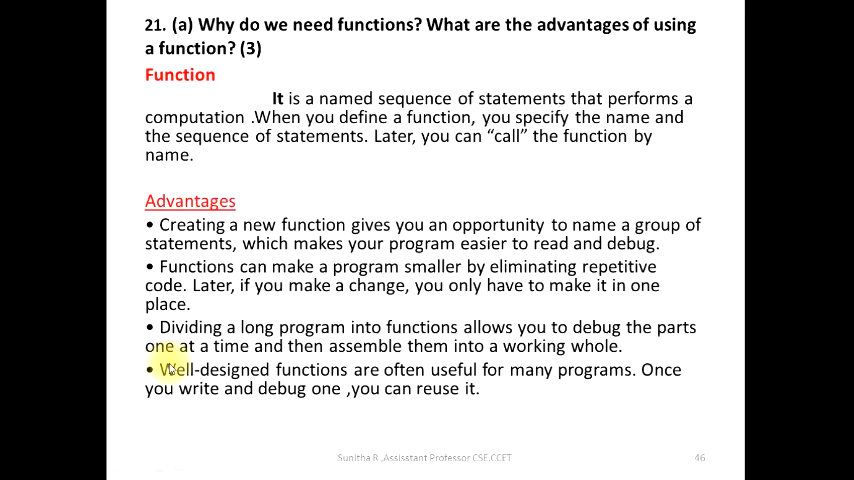 21. (a) Why do we need functions? What are the advantages of using
a function? (3)
Function
It is a named sequence of statements that performs a
computation .When you define a function, you specify the name and
the sequence of statements. Later, you can “call” the function by
name.
Advantages
• Creating a new function gives you an opportunity to name a group of
statements, which makes your program easier to read and debug.
• Functions can make a program smaller by eliminating repetitive
code. Later, if you make a change, you only have to make it in one
place.
• Dividing a long program into functions allows you to debug the parts
one at a time and then assemble them into a working whole.
• Well-designed functions are often useful for many programs. Once
you write and debug one ,you can reuse it.
Sunitha R ,Assisstant Professor CSE,CCET 46